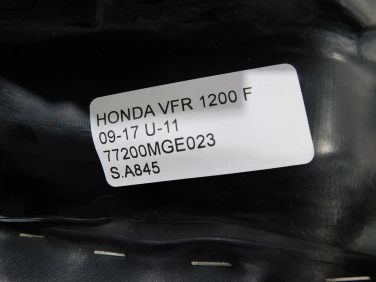 HONDA VFR 1200 F
09-17 U-11
77200MGE023
S.A845